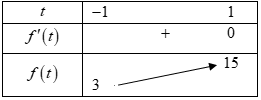 t −1 1
f′(t) + 0
f(t) 3 15